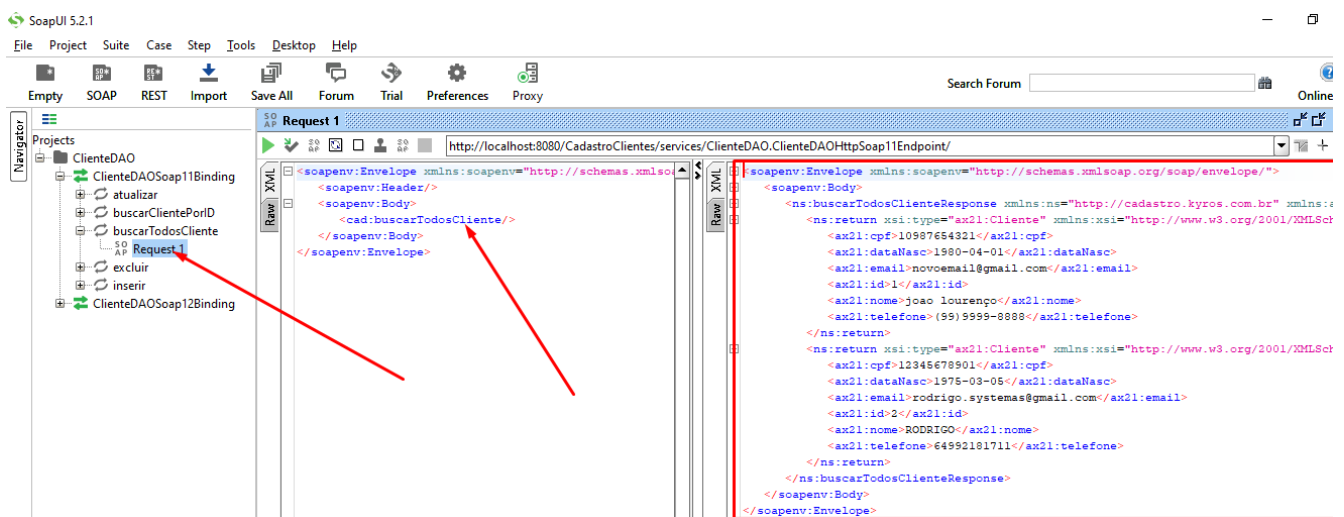 SoapUI 5.2.1
File Project Suite Case Step Tools Desktop Help
Empty SOAP REST Import Save All Forum Trial Preferences Proxy
Search Forum
Online
Navigator
Projects
ClienteDAO
ClienteDAOSoap11Binding
atualizar
buscarClientePorID
buscarTodosCliente
Request 1
excluir
inserir
ClienteDAOSoap12Binding
Request 1
http://localhost:8080/CadastroClientes/services/ClienteDAO.ClienteDAOHttpSoap11Endpoint/
XML
Raw
<soapenv:Envelope xmlns:soapenv="http://schemas.xmlsoa
<soapenv:Header/>
<soapenv:Body>
<cad:buscarTodosCliente/>
</soapenv:Body>
</soapenv:Envelope>
XML
Raw
<soapenv:Envelope xmlns:soapenv="http://schemas.xmlsoap.org/soap/envelope/">
<soapenv:Body>
<ns:buscarTodosClienteResponse xmlns:ns="http://cadastro.kyros.com.br" xmlns:a
<ns:return xsi:type="ax21:Cliente" xmlns:xsi="http://www.w3.org/2001/XMLSch
<ax21:cpf>10987654321</ax21:cpf>
<ax21:dataNasc>1980-04-01</ax21:dataNasc>
<ax21:email>novoemail@gmail.com</ax21:email>
<ax21:id>1</ax21:id>
<ax21:nome>joao lourenço</ax21:nome>
<ax21:telefone>(99)9999-8888</ax21:telefone>
</ns:return>
<ns:return xsi:type="ax21:Cliente" xmlns:xsi="http://www.w3.org/2001/XMLSch
<ax21:cpf>12345678901</ax21:cpf>
<ax21:dataNasc>1975-03-05</ax21:dataNasc>
<ax21:email>rodrigo.systemas@gmail.com</ax21:email>
<ax21:id>2</ax21:id>
<ax21:nome>RODRIGO</ax21:nome>
<ax21:telefone>64992181711</ax21:telefone>
</ns:return>
</ns:buscarTodosClienteResponse>
</soapenv:Body>
</soapenv:Envelope>